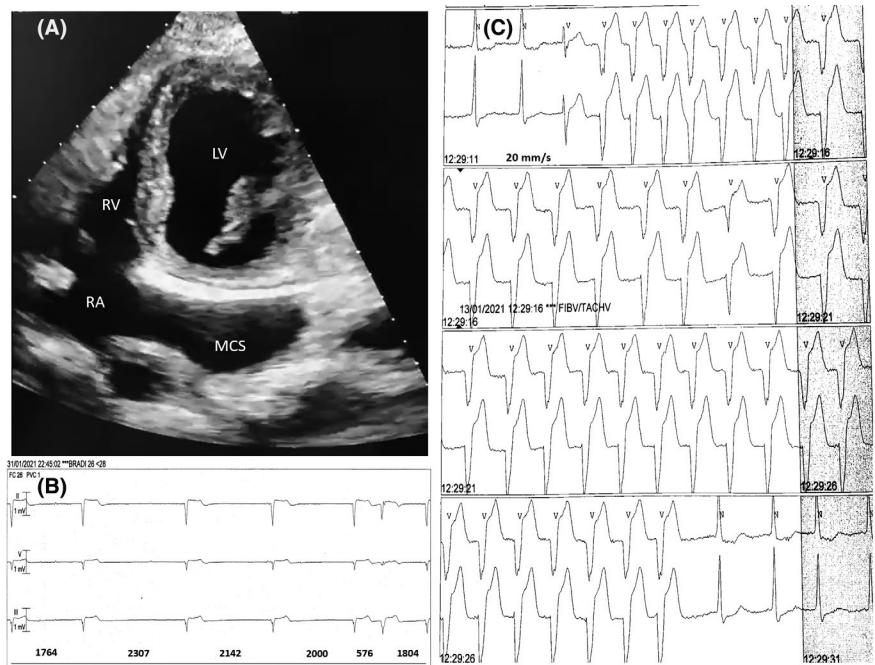 (A)
LV
RV
RA
MCS
31/01/2021 22:45:02 ***BRADI 26 <28
FC 26 PVC 1
(B)
II
1 mV
V
1 mV
III
1 mV
1764 2307 2142 2000 576 1804
(C)
N N V V V V V V V V V
12:29:11 20 mm/s 12:29:16
V V V V V V V V V V
13/01/2021 12:29:16 *** FIBV/TACHV
12:29:16 12:29:21
V V V V V V V V V V V
12:29:21 12:29:26
V V V V V V V N N N N
12:29:26 12:29:31